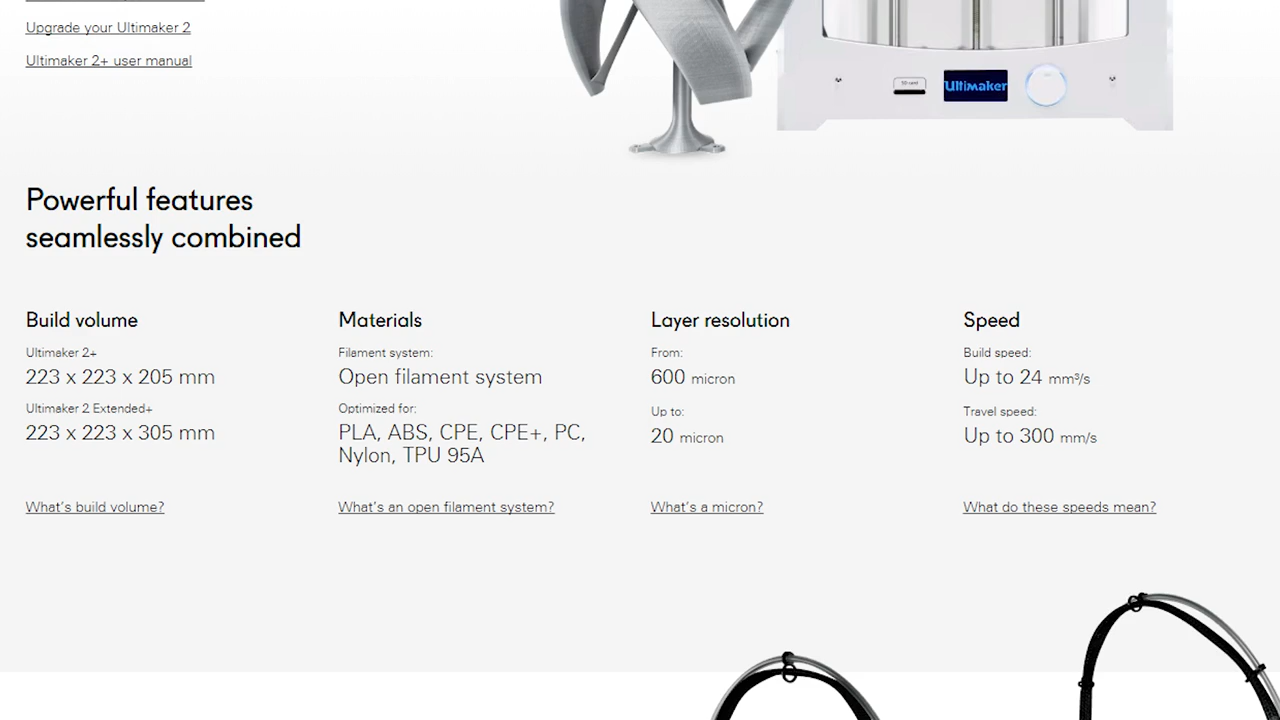 Upgrade your Ultimaker 2
Ultimaker 2+ user manual
SD card
Ultimaker
Powerful features
seamlessly combined
Build volume
Ultimaker 2+
223 x 223 x 205 mm
Ultimaker 2 Extended+
223 x 223 x 305 mm
What's build volume?
Materials
Filament system:
Open filament system
Optimized for:
PLA, ABS, CPE, CPE+, PC,
Nylon, TPU 95A
What's an open filament system?
Layer resolution
From:
600 micron
Up to:
20 micron
What's a micron?
Speed
Build speed:
Up to 24 mm³/s
Travel speed:
Up to 300 mm/s
What do these speeds mean?